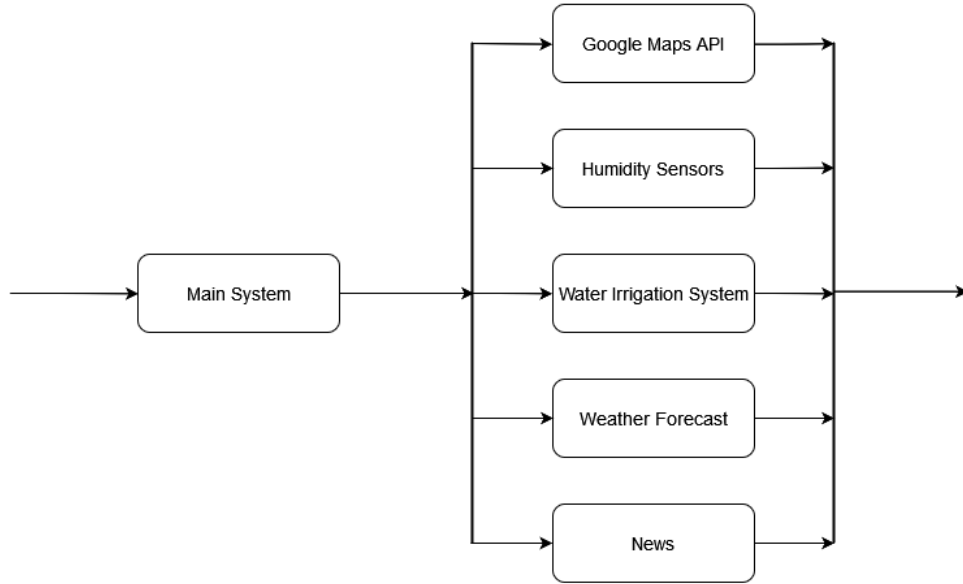 Google Maps API
Humidity Sensors
Main System
Water Irrigation System
Weather Forecast
News